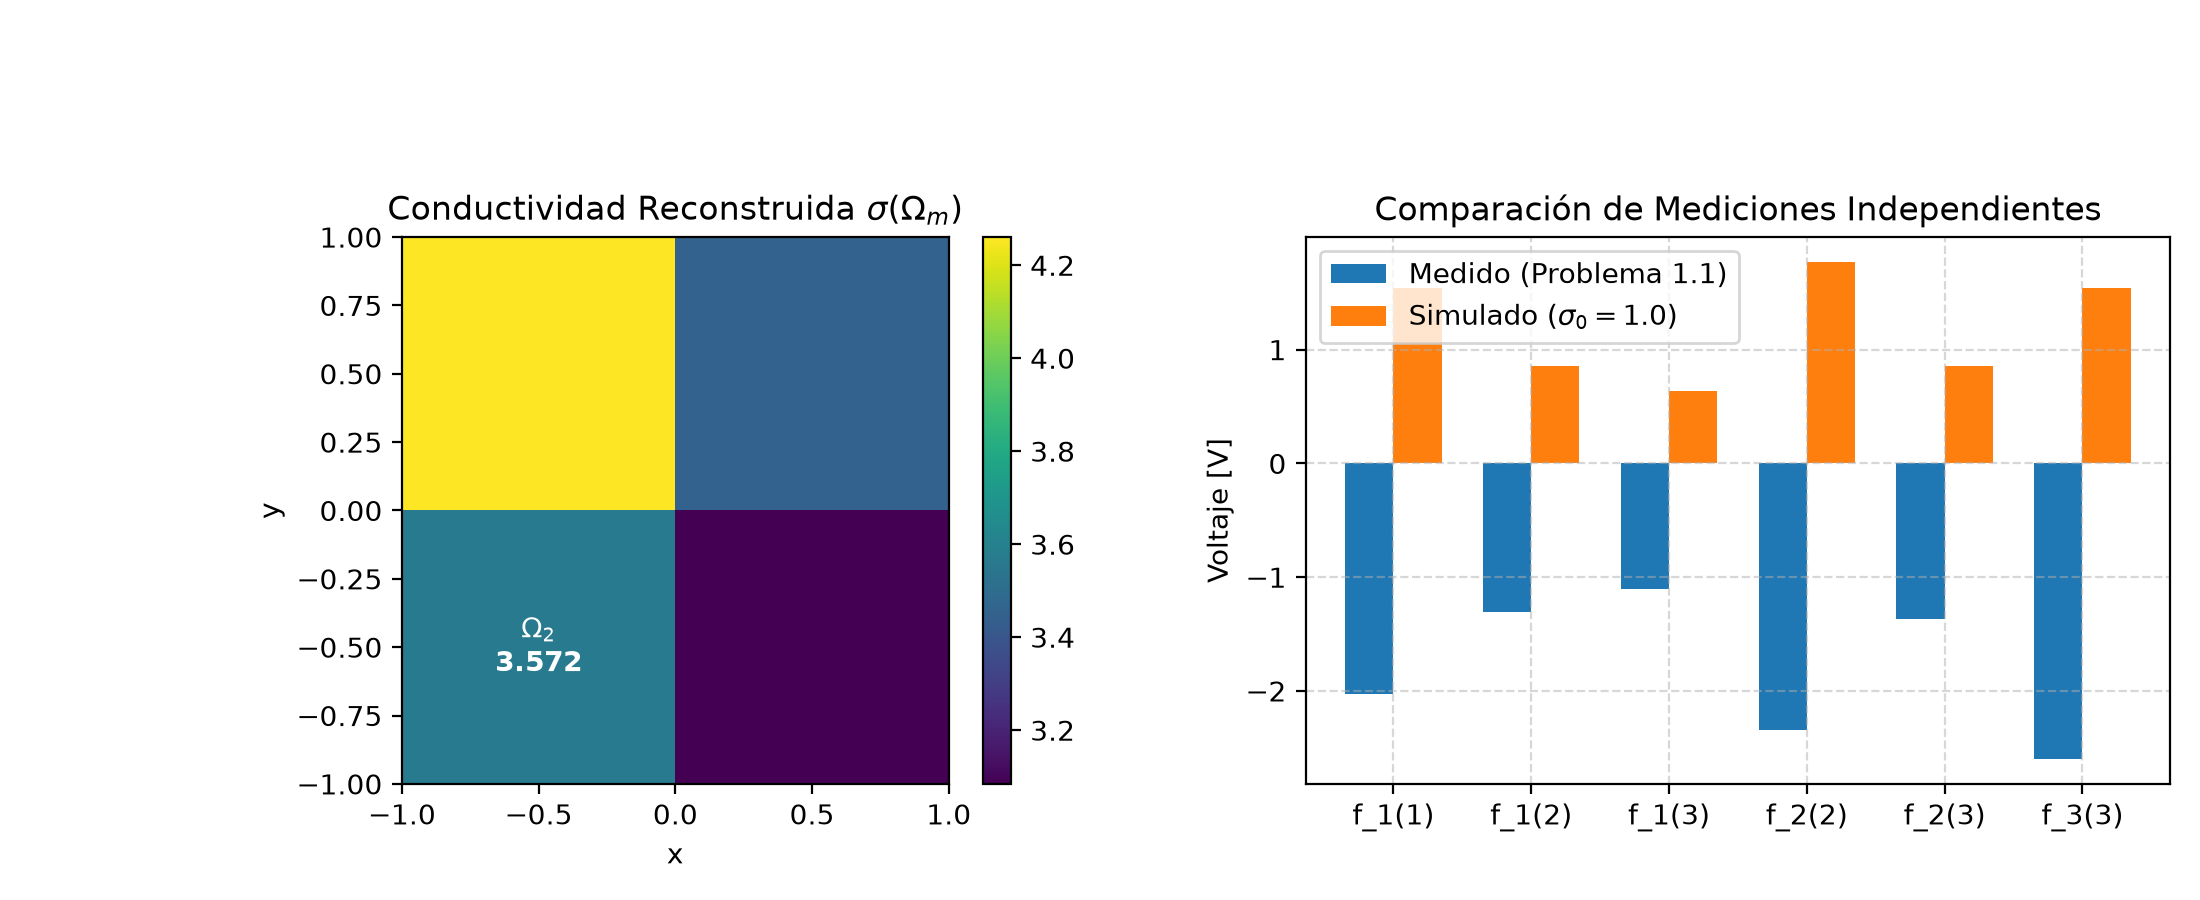 Conductividad Reconstruida σ(Ωₘ)
1.00
0.75
0.50
0.25
0.00
−0.25
−0.50
−0.75
−1.00
y
Ω₂
3.572
−1.0 −0.5 0.0 0.5 1.0
x
4.2
4.0
3.8
3.6
3.4
3.2
Comparación de Mediciones Independientes
Medido (Problema 1.1)
Simulado (σ₀ = 1.0)
1
0
−1
−2
Voltaje [V]
f_1(1) f_1(2) f_1(3) f_2(2) f_2(3) f_3(3)